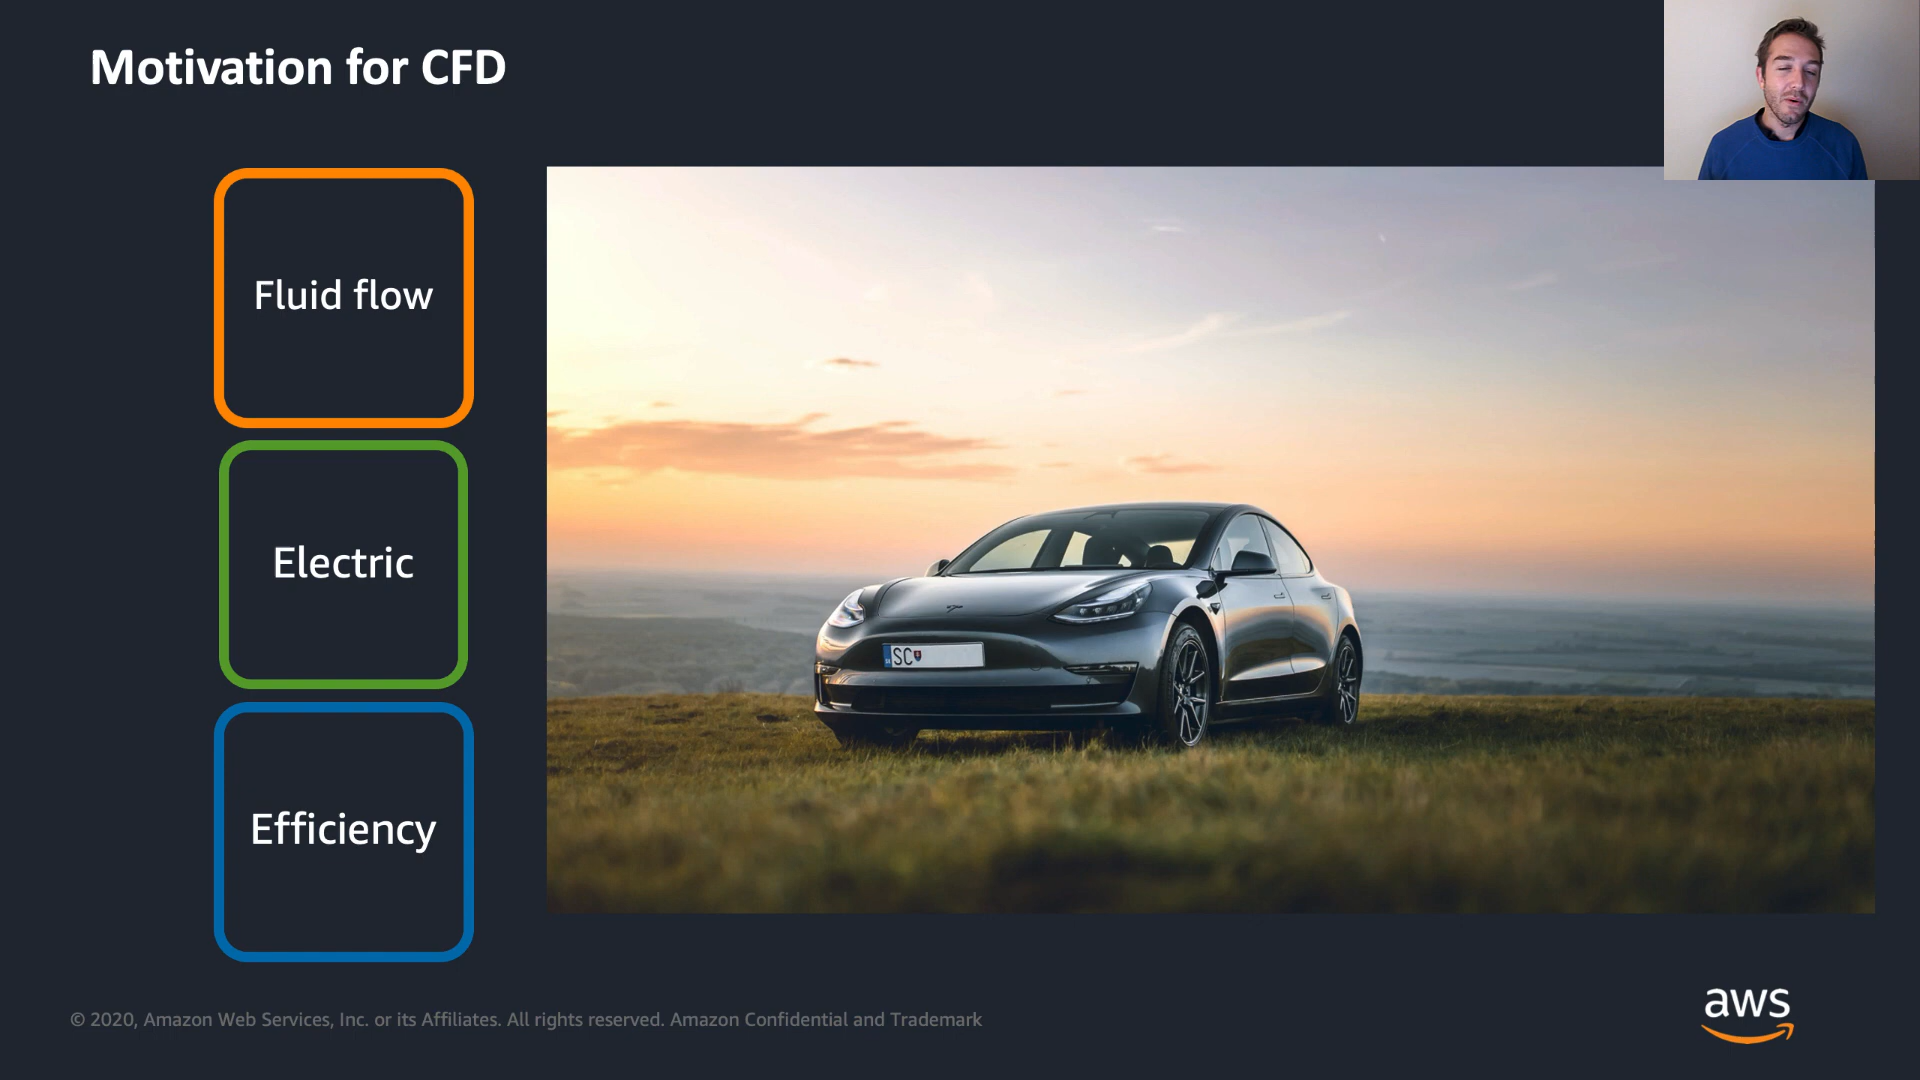 Motivation for CFD
Fluid flow
Electric
Efficiency
SC
© 2020, Amazon Web Services, Inc. or its Affiliates. All rights reserved. Amazon Confidential and Trademark
aws